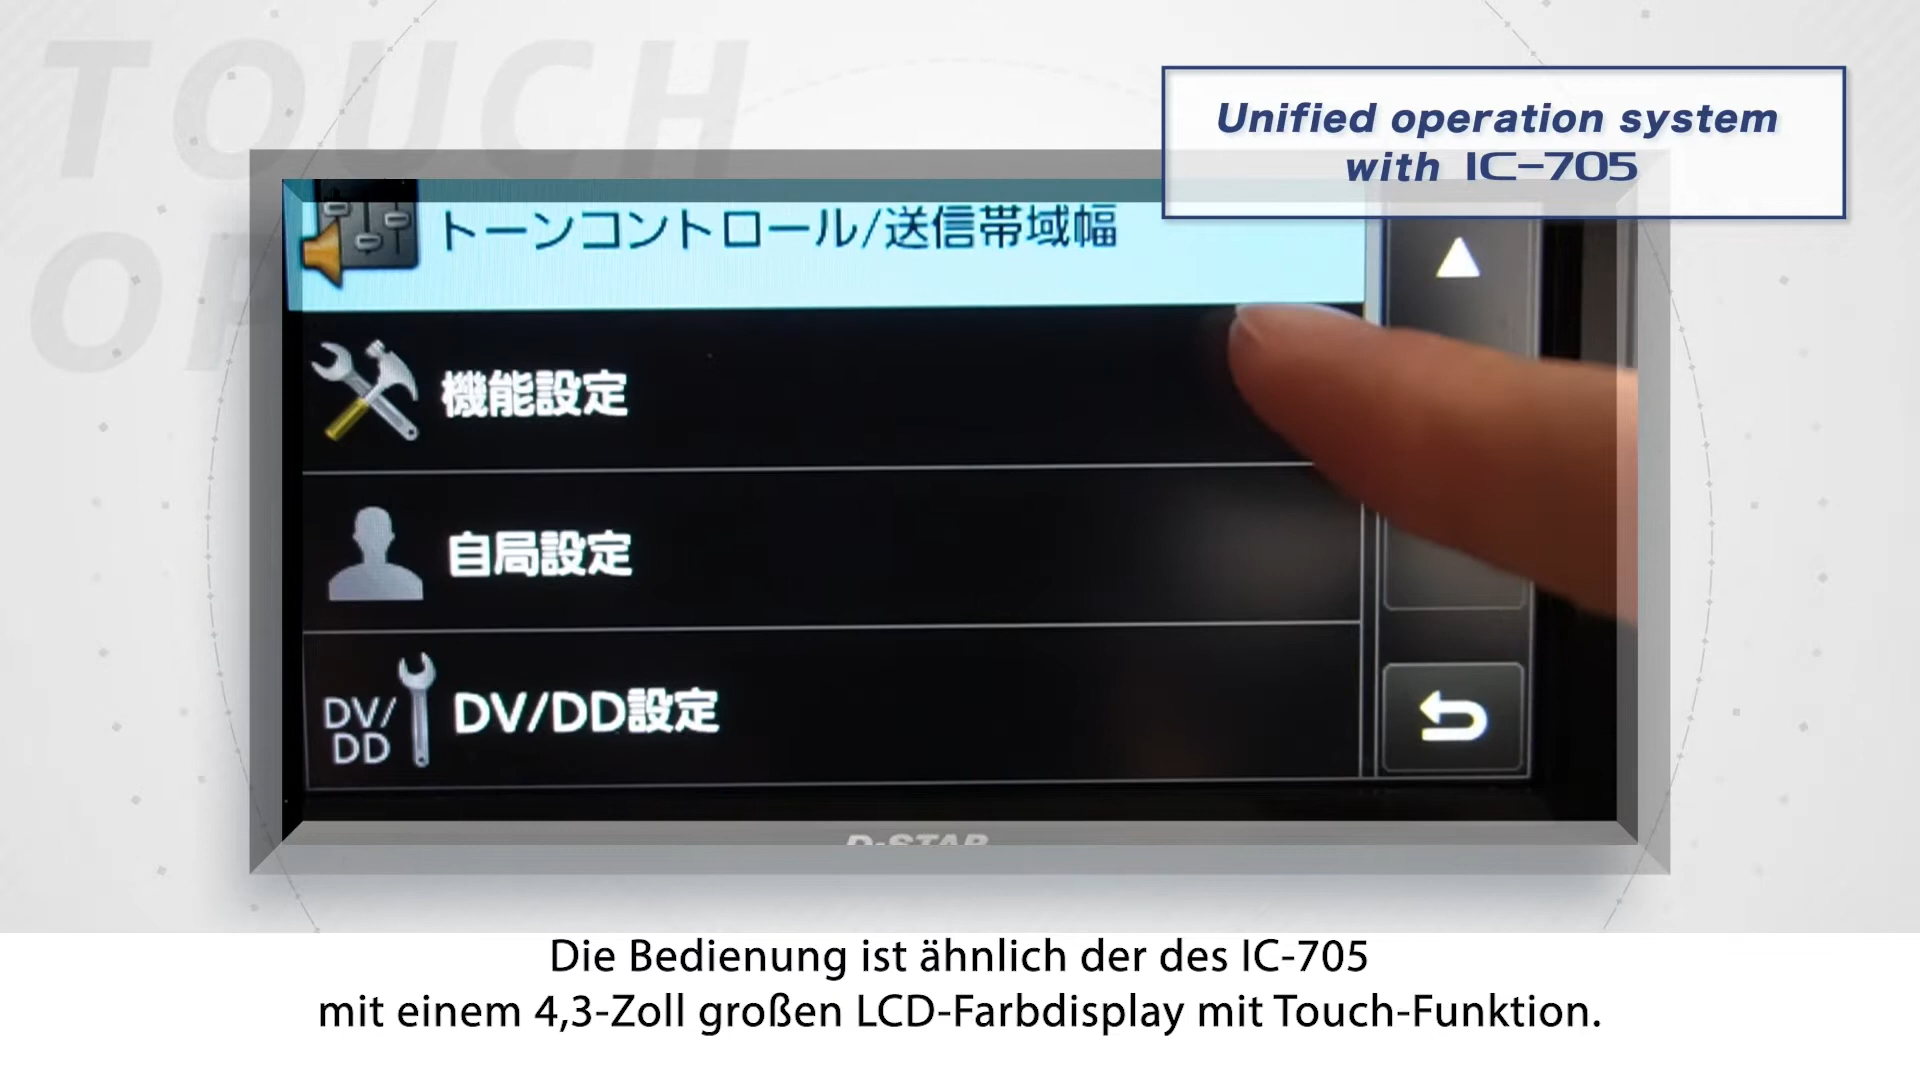 TOUCH
Unified operation system
with IC-705
トーンコントロール/送信帯域幅
機能設定
自局設定
DV/
DD
DV/DD設定
D-STAR
Die Bedienung ist ähnlich der des IC-705
mit einem 4,3-Zoll großen LCD-Farbdisplay mit Touch-Funktion.